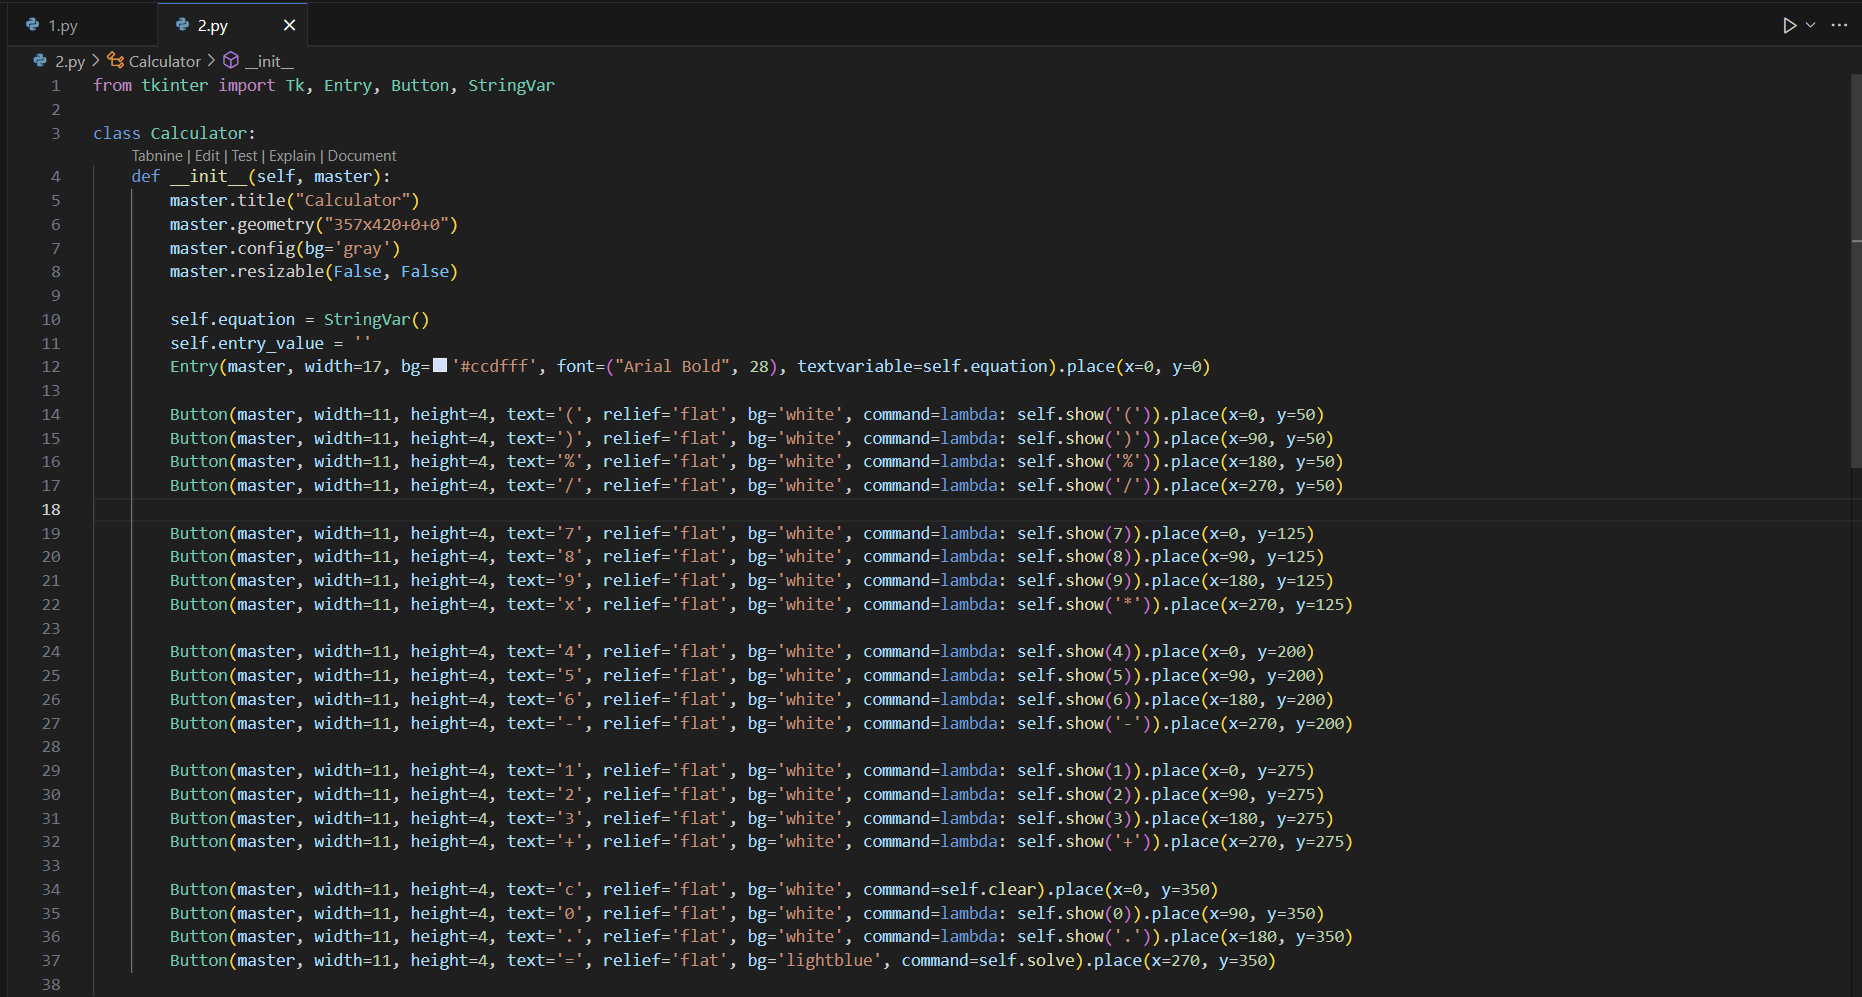 1.py
2.py
2.py > Calculator > __init__
1 from tkinter import Tk, Entry, Button, StringVar
2
3 class Calculator:
Tabnine | Edit | Test | Explain | Document
4 def __init__(self, master):
5 master.title("Calculator")
6 master.geometry("357x420+0+0")
7 master.config(bg='gray')
8 master.resizable(False, False)
9
10 self.equation = StringVar()
11 self.entry_value = ''
12 Entry(master, width=17, bg='#ccdfff', font=("Arial Bold", 28), textvariable=self.equation).place(x=0, y=0)
13
14 Button(master, width=11, height=4, text='(', relief='flat', bg='white', command=lambda: self.show('(')).place(x=0, y=50)
15 Button(master, width=11, height=4, text=')', relief='flat', bg='white', command=lambda: self.show(')')).place(x=90, y=50)
16 Button(master, width=11, height=4, text='%', relief='flat', bg='white', command=lambda: self.show('%')).place(x=180, y=50)
17 Button(master, width=11, height=4, text='/', relief='flat', bg='white', command=lambda: self.show('/')).place(x=270, y=50)
18
19 Button(master, width=11, height=4, text='7', relief='flat', bg='white', command=lambda: self.show(7)).place(x=0, y=125)
20 Button(master, width=11, height=4, text='8', relief='flat', bg='white', command=lambda: self.show(8)).place(x=90, y=125)
21 Button(master, width=11, height=4, text='9', relief='flat', bg='white', command=lambda: self.show(9)).place(x=180, y=125)
22 Button(master, width=11, height=4, text='x', relief='flat', bg='white', command=lambda: self.show('*')).place(x=270, y=125)
23
24 Button(master, width=11, height=4, text='4', relief='flat', bg='white', command=lambda: self.show(4)).place(x=0, y=200)
25 Button(master, width=11, height=4, text='5', relief='flat', bg='white', command=lambda: self.show(5)).place(x=90, y=200)
26 Button(master, width=11, height=4, text='6', relief='flat', bg='white', command=lambda: self.show(6)).place(x=180, y=200)
27 Button(master, width=11, height=4, text='-', relief='flat', bg='white', command=lambda: self.show('-')).place(x=270, y=200)
28
29 Button(master, width=11, height=4, text='1', relief='flat', bg='white', command=lambda: self.show(1)).place(x=0, y=275)
30 Button(master, width=11, height=4, text='2', relief='flat', bg='white', command=lambda: self.show(2)).place(x=90, y=275)
31 Button(master, width=11, height=4, text='3', relief='flat', bg='white', command=lambda: self.show(3)).place(x=180, y=275)
32 Button(master, width=11, height=4, text='+', relief='flat', bg='white', command=lambda: self.show('+')).place(x=270, y=275)
33
34 Button(master, width=11, height=4, text='c', relief='flat', bg='white', command=self.clear).place(x=0, y=350)
35 Button(master, width=11, height=4, text='0', relief='flat', bg='white', command=lambda: self.show(0)).place(x=90, y=350)
36 Button(master, width=11, height=4, text='.', relief='flat', bg='white', command=lambda: self.show('.')).place(x=180, y=350)
37 Button(master, width=11, height=4, text='=', relief='flat', bg='lightblue', command=self.solve).place(x=270, y=350)
38